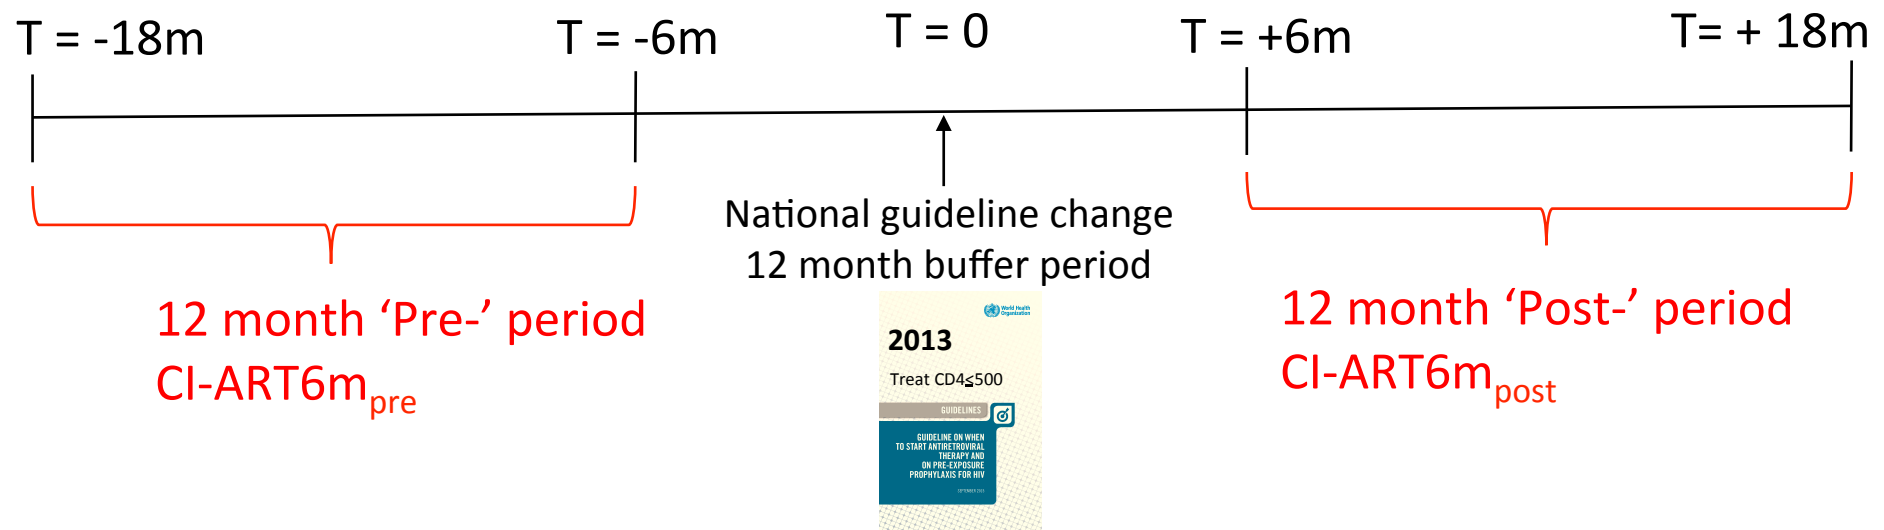 T = -18m
T = -6m
T = 0
T = +6m
T= + 18m
National guideline change
12 month buffer period
12 month ‘Pre-’ period
CI-ART6mpre
12 month ‘Post-’ period
CI-ART6mpost
World Health
Organization
2013
Treat CD4≤500
GUIDELINES
GUIDELINE ON WHEN
TO START ANTIRETROVIRAL
THERAPY AND
ON PRE-EXPOSURE
PROPHYLAXIS FOR HIV
SEPTEMBER 2015